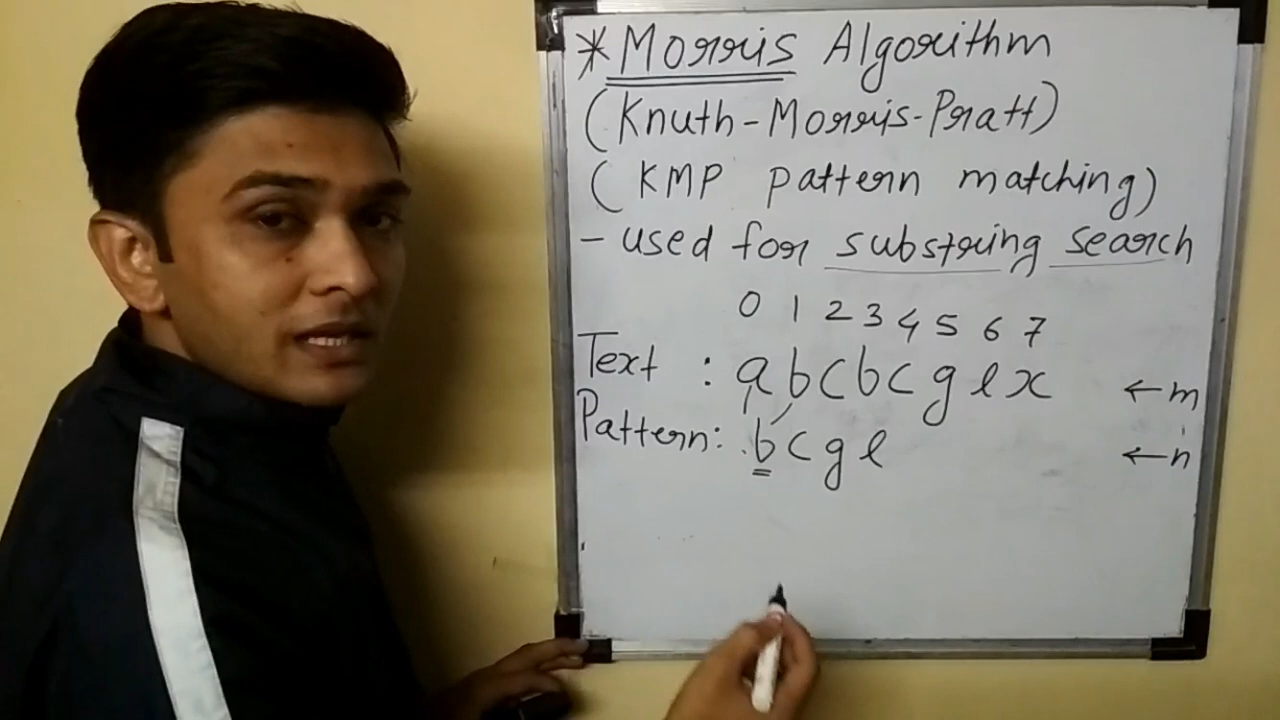 * Morris Algorithm
(Knuth-Morris-Pratt)
( KMP pattern matching)
- used for substring search
0 1 2 3 4 5 6 7
Text : abcbcglx ← m
Pattern: bcgl ← n